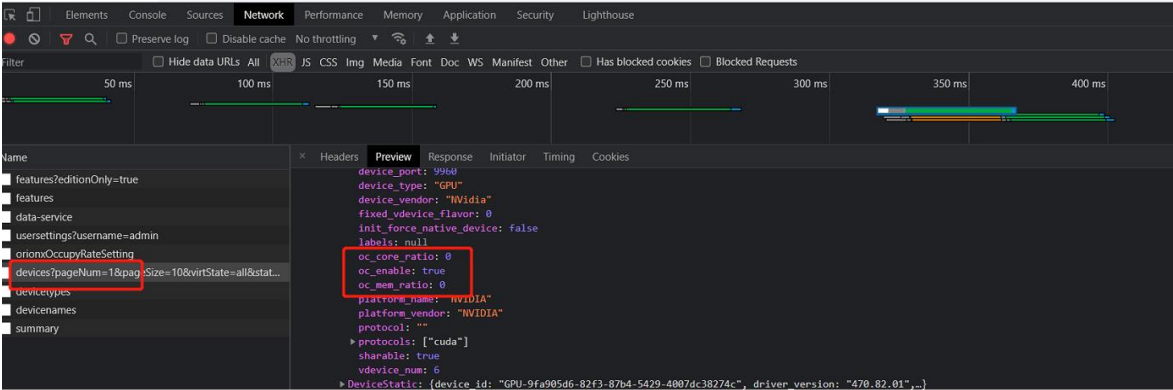 Elements Console Sources Network Performance Memory Application Security Lighthouse
Preserve log Disable cache No throttling
Filter Hide data URLs All XHR JS CSS Img Media Font Doc WS Manifest Other Has blocked cookies Blocked Requests
50 ms 100 ms 150 ms 200 ms 250 ms 300 ms 350 ms 400 ms
Name
features?editionOnly=true
features
data-service
usersettings?username=admin
orionxOccupyRateSetting
devices?pageNum=1&pageSize=10&virtState=all&stat...
devicetypes
devicenames
summary
× Headers Preview Response Initiator Timing Cookies
device_port: 9960
device_type: "GPU"
device_vendor: "NVidia"
fixed_vdevice_flavor: 0
init_force_native_device: false
labels: null
oc_core_ratio: 0
oc_enable: true
oc_mem_ratio: 0
platform_name: "NVIDIA"
platform_vendor: "NVIDIA"
protocol: ""
protocols: ["cuda"]
sharable: true
vdevice_num: 6
DeviceStatic: {device_id: "GPU-9fa905d6-82f3-87b4-5429-4007dc38274c", driver_version: "470.82.01",…}